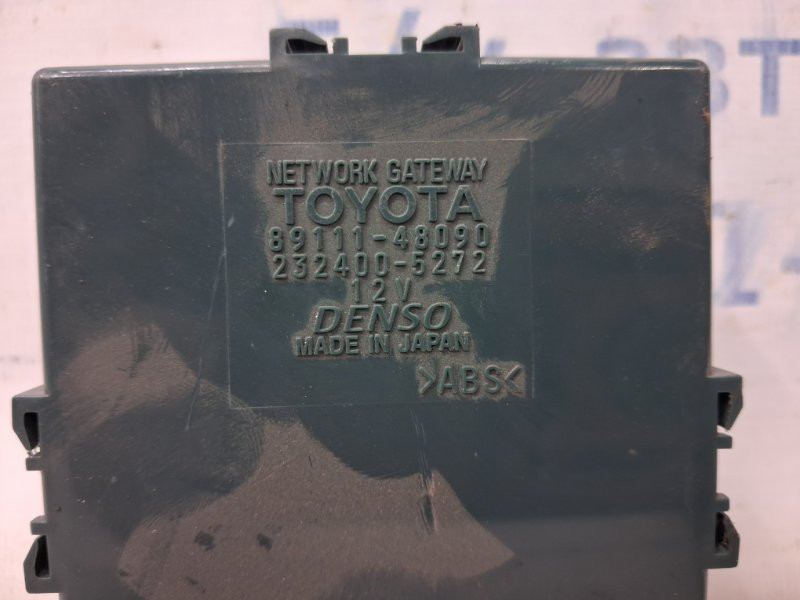 NETWORK GATEWAY
TOYOTA
89111-48090
232400-5272
12V
DENSO
MADE IN JAPAN
>ABS<